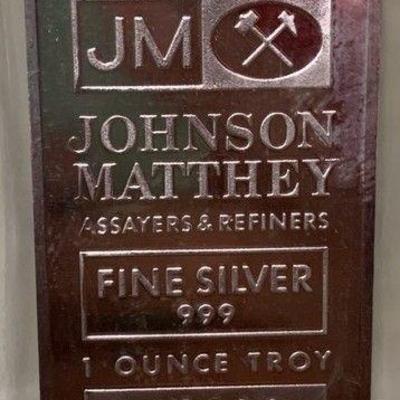 JM
JOHNSON
MATTHEY
ASSAYERS & REFINERS
FINE SILVER
999
1 OUNCE TROY